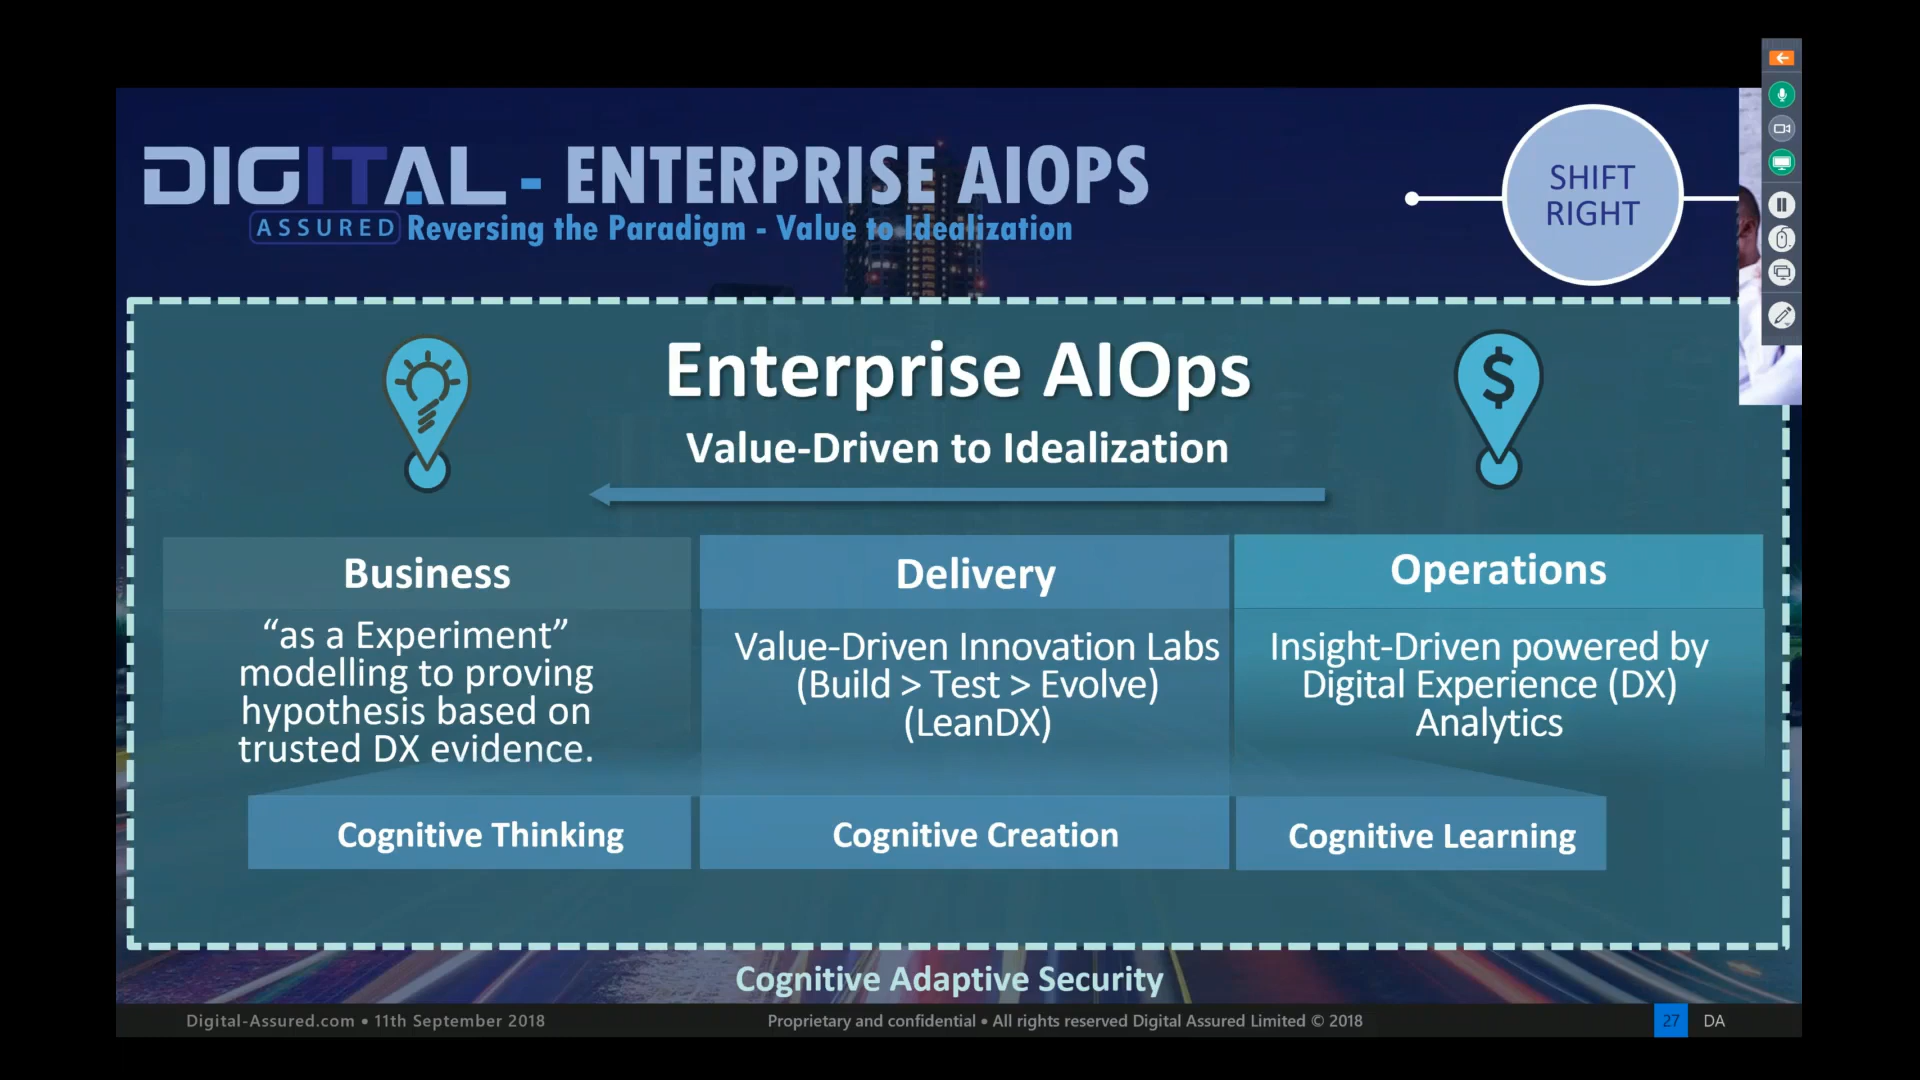 DIGITAL - ENTERPRISE AIOPS
ASSURED Reversing the Paradigm - Value to Idealization
SHIFT
RIGHT
Enterprise AIOps
Value-Driven to Idealization
$
Business
“as a Experiment”
modelling to proving
hypothesis based on
trusted DX evidence.
Delivery
Value-Driven Innovation Labs
(Build > Test > Evolve)
(LeanDX)
Operations
Insight-Driven powered by
Digital Experience (DX)
Analytics
Cognitive Thinking
Cognitive Creation
Cognitive Learning
Cognitive Adaptive Security
Digital-Assured.com • 11th September 2018
Proprietary and confidential • All rights reserved Digital Assured Limited © 2018
27
DA